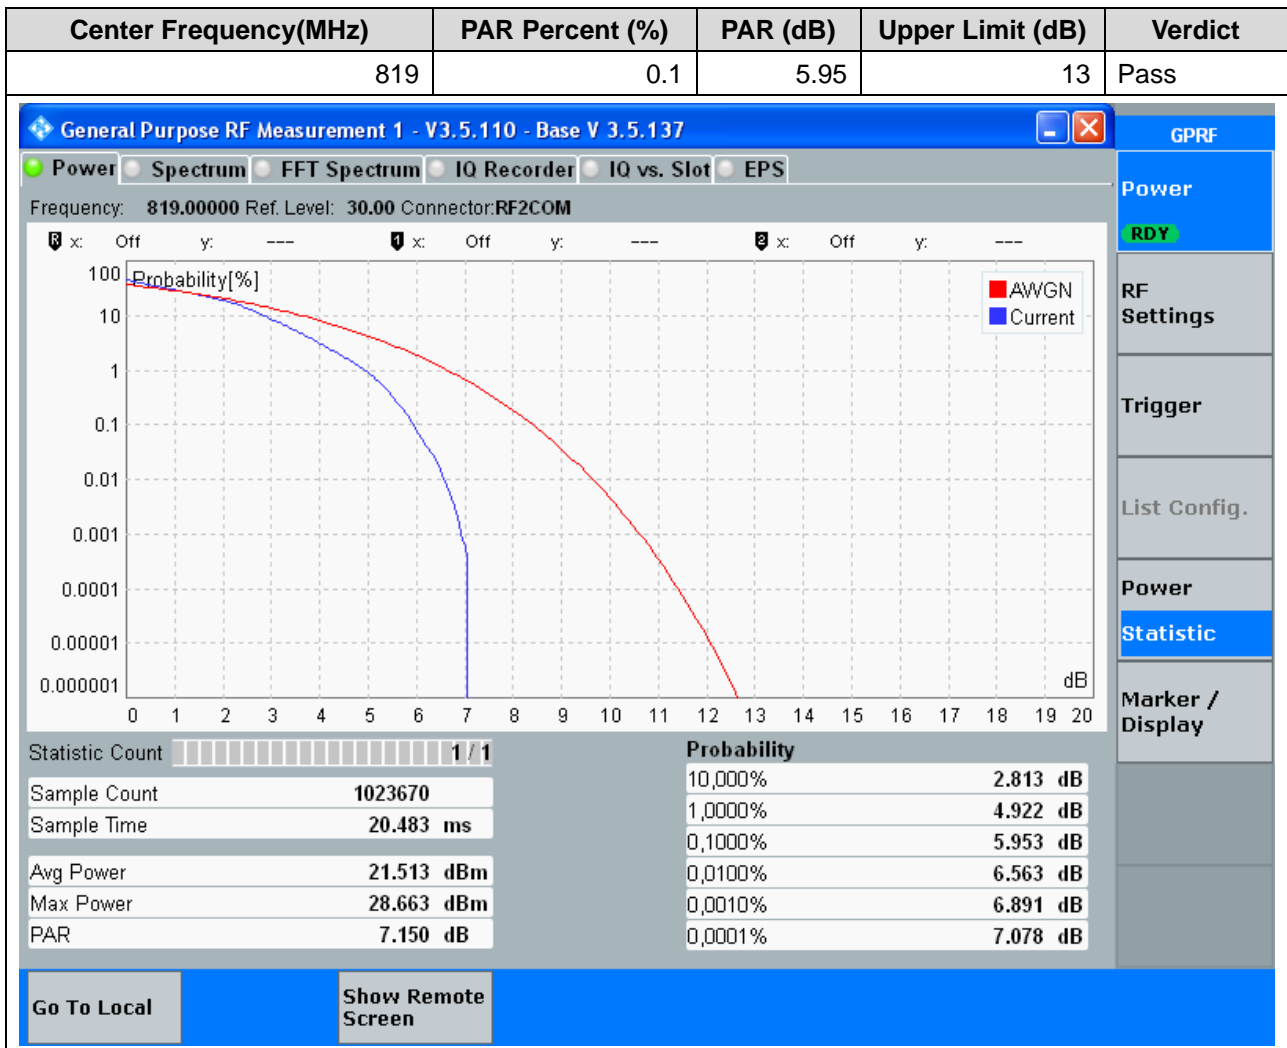 Center Frequency(MHz) PAR Percent (%) PAR (dB) Upper Limit (dB) Verdict
819 0.1 5.95 13 Pass
General Purpose RF Measurement 1 - V3.5.110 - Base V 3.5.137
GPRF
Power Spectrum FFT Spectrum IQ Recorder IQ vs. Slot EPS
Power
RDY
Frequency: 819.00000 Ref. Level: 30.00 Connector:RF2COM
R x: Off y: --- 1 x: Off y: --- 2 x: Off y: ---
Probability[%]
AWGN
Current
100
10
1
0.1
0.01
0.001
0.0001
0.00001
0.000001
dB
0 1 2 3 4 5 6 7 8 9 10 11 12 13 14 15 16 17 18 19 20
RF
Settings
Trigger
List Config.
Power
Statistic
Marker /
Display
Statistic Count 1 / 1
Sample Count 1023670
Sample Time 20.483 ms
Avg Power 21.513 dBm
Max Power 28.663 dBm
PAR 7.150 dB
Probability
10,000% 2.813 dB
1,0000% 4.922 dB
0,1000% 5.953 dB
0,0100% 6.563 dB
0,0010% 6.891 dB
0,0001% 7.078 dB
Go To Local
Show Remote
Screen